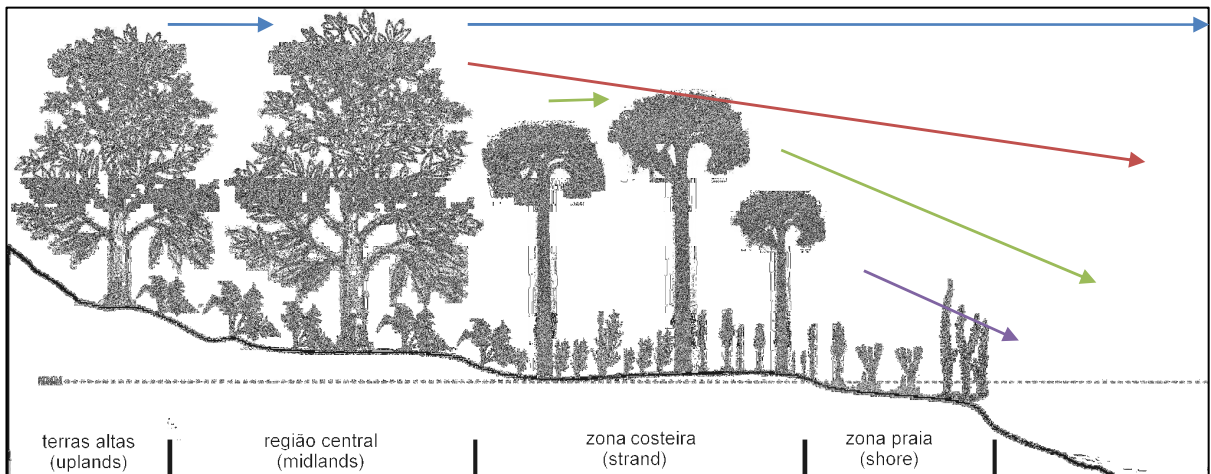 terras altas
(uplands)
região central
(midlands)
zona costeira
(strand)
zona praia
(shore)